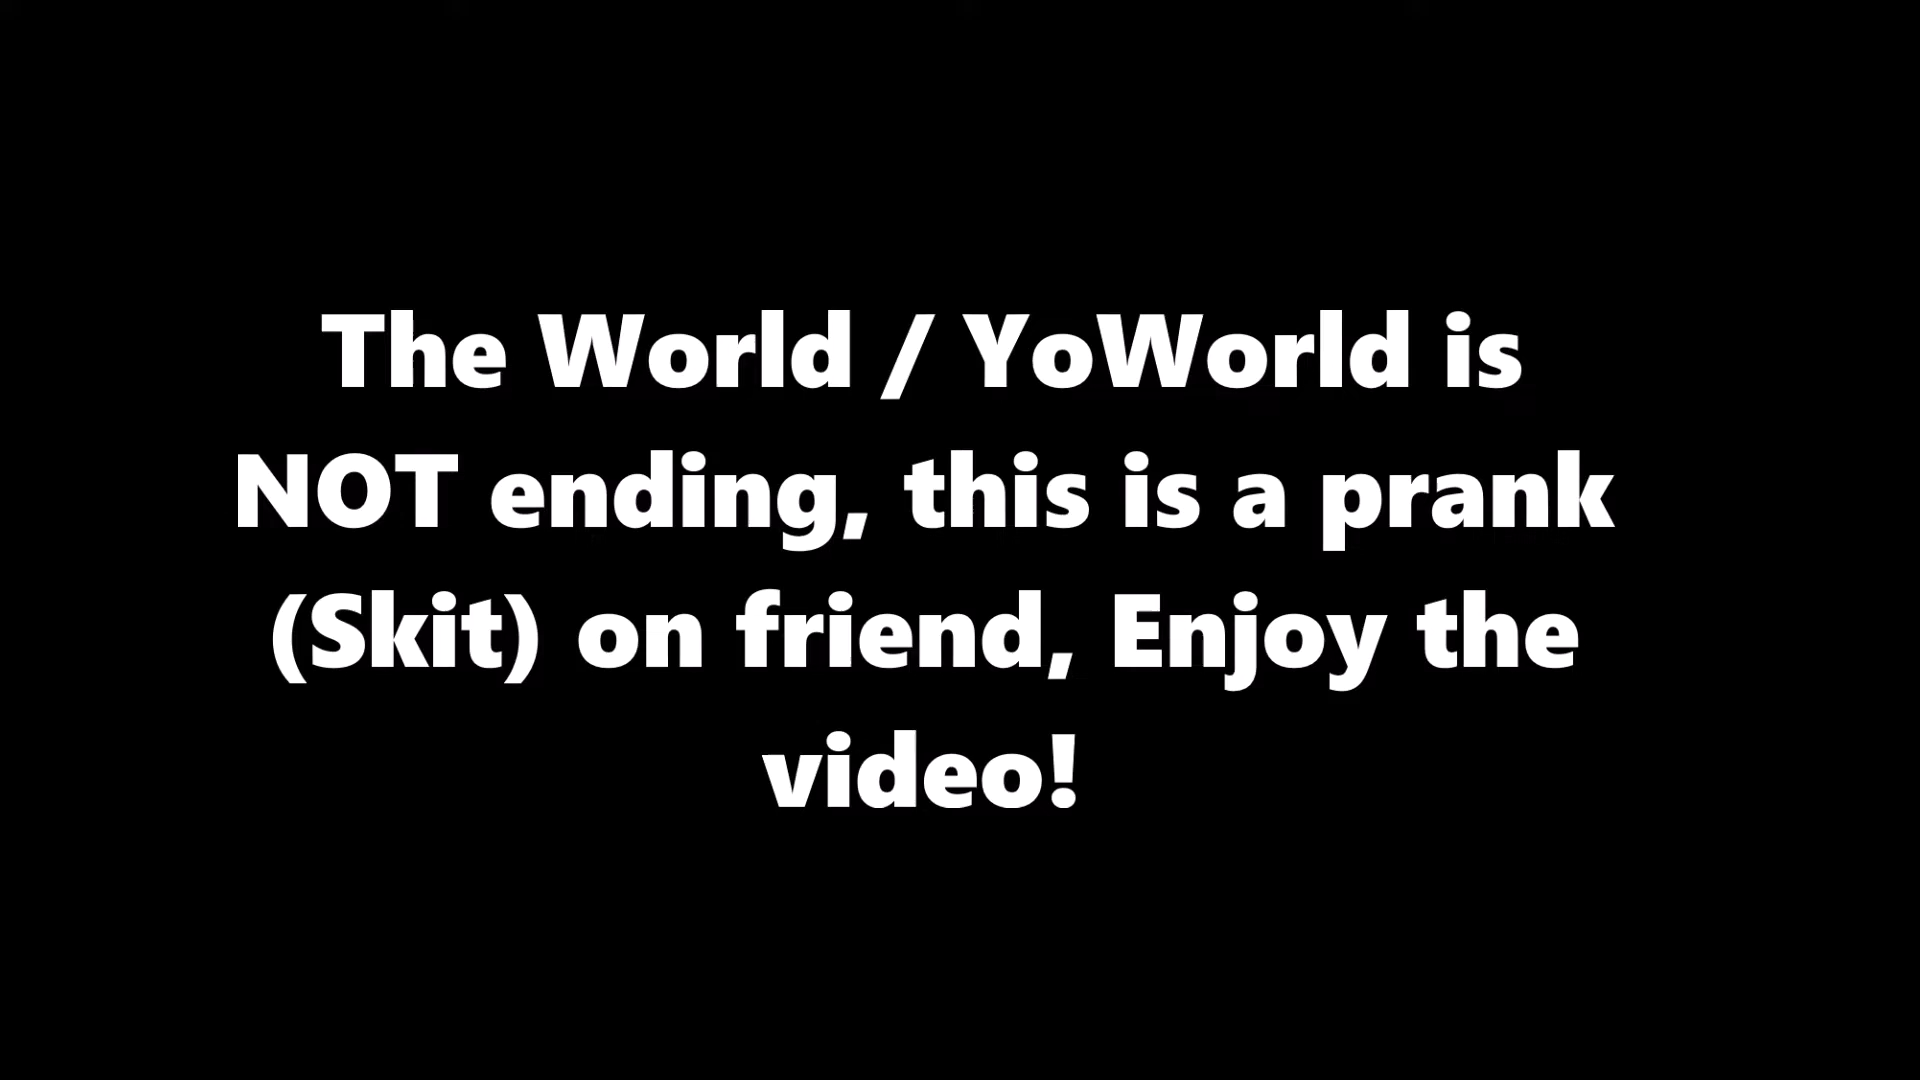 The World / YoWorld is
NOT ending, this is a prank
(Skit) on friend, Enjoy the
video!